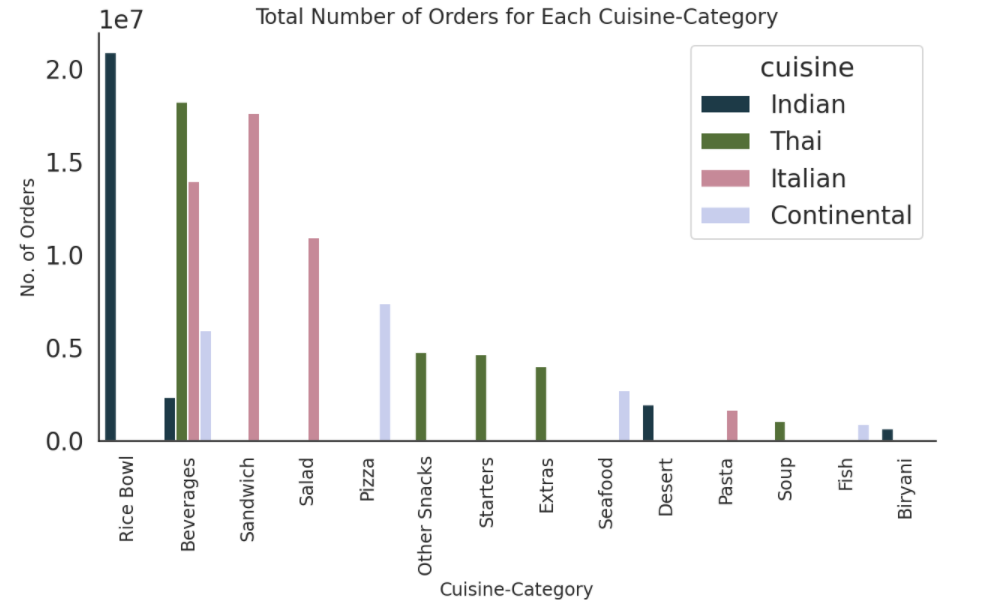 1e7
Total Number of Orders for Each Cuisine-Category
No. of Orders
2.0
1.5
1.0
0.5
0.0
cuisine
Indian
Thai
Italian
Continental
Rice Bowl
Beverages
Sandwich
Salad
Pizza
Other Snacks
Starters
Extras
Seafood
Desert
Pasta
Soup
Fish
Biryani
Cuisine-Category